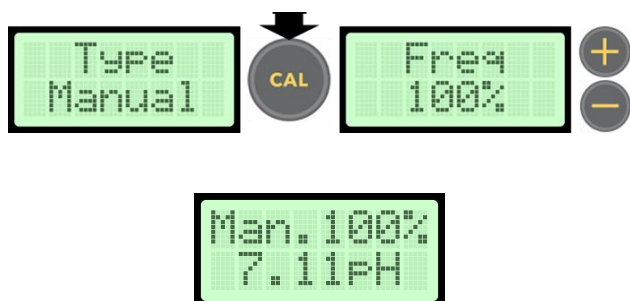 Type
Manual
CAL
Freq
100%
+
−
Man.100%
7.11pH